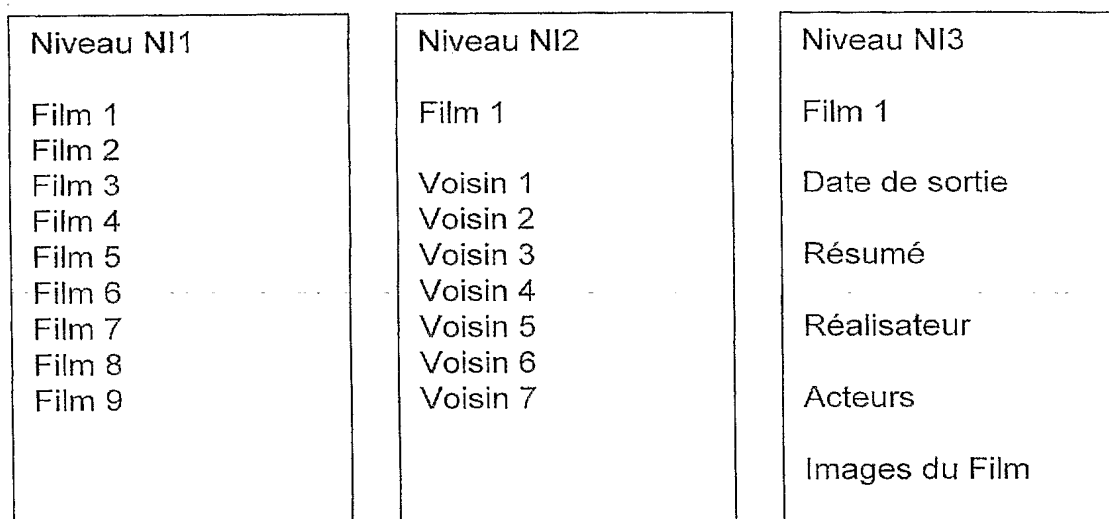 Niveau NI1
Film 1
Film 2
Film 3
Film 4
Film 5
Film 6
Film 7
Film 8
Film 9
Niveau NI2
Film 1
Voisin 1
Voisin 2
Voisin 3
Voisin 4
Voisin 5
Voisin 6
Voisin 7
Niveau NI3
Film 1
Date de sortie
Résumé
Réalisateur
Acteurs
Images du Film